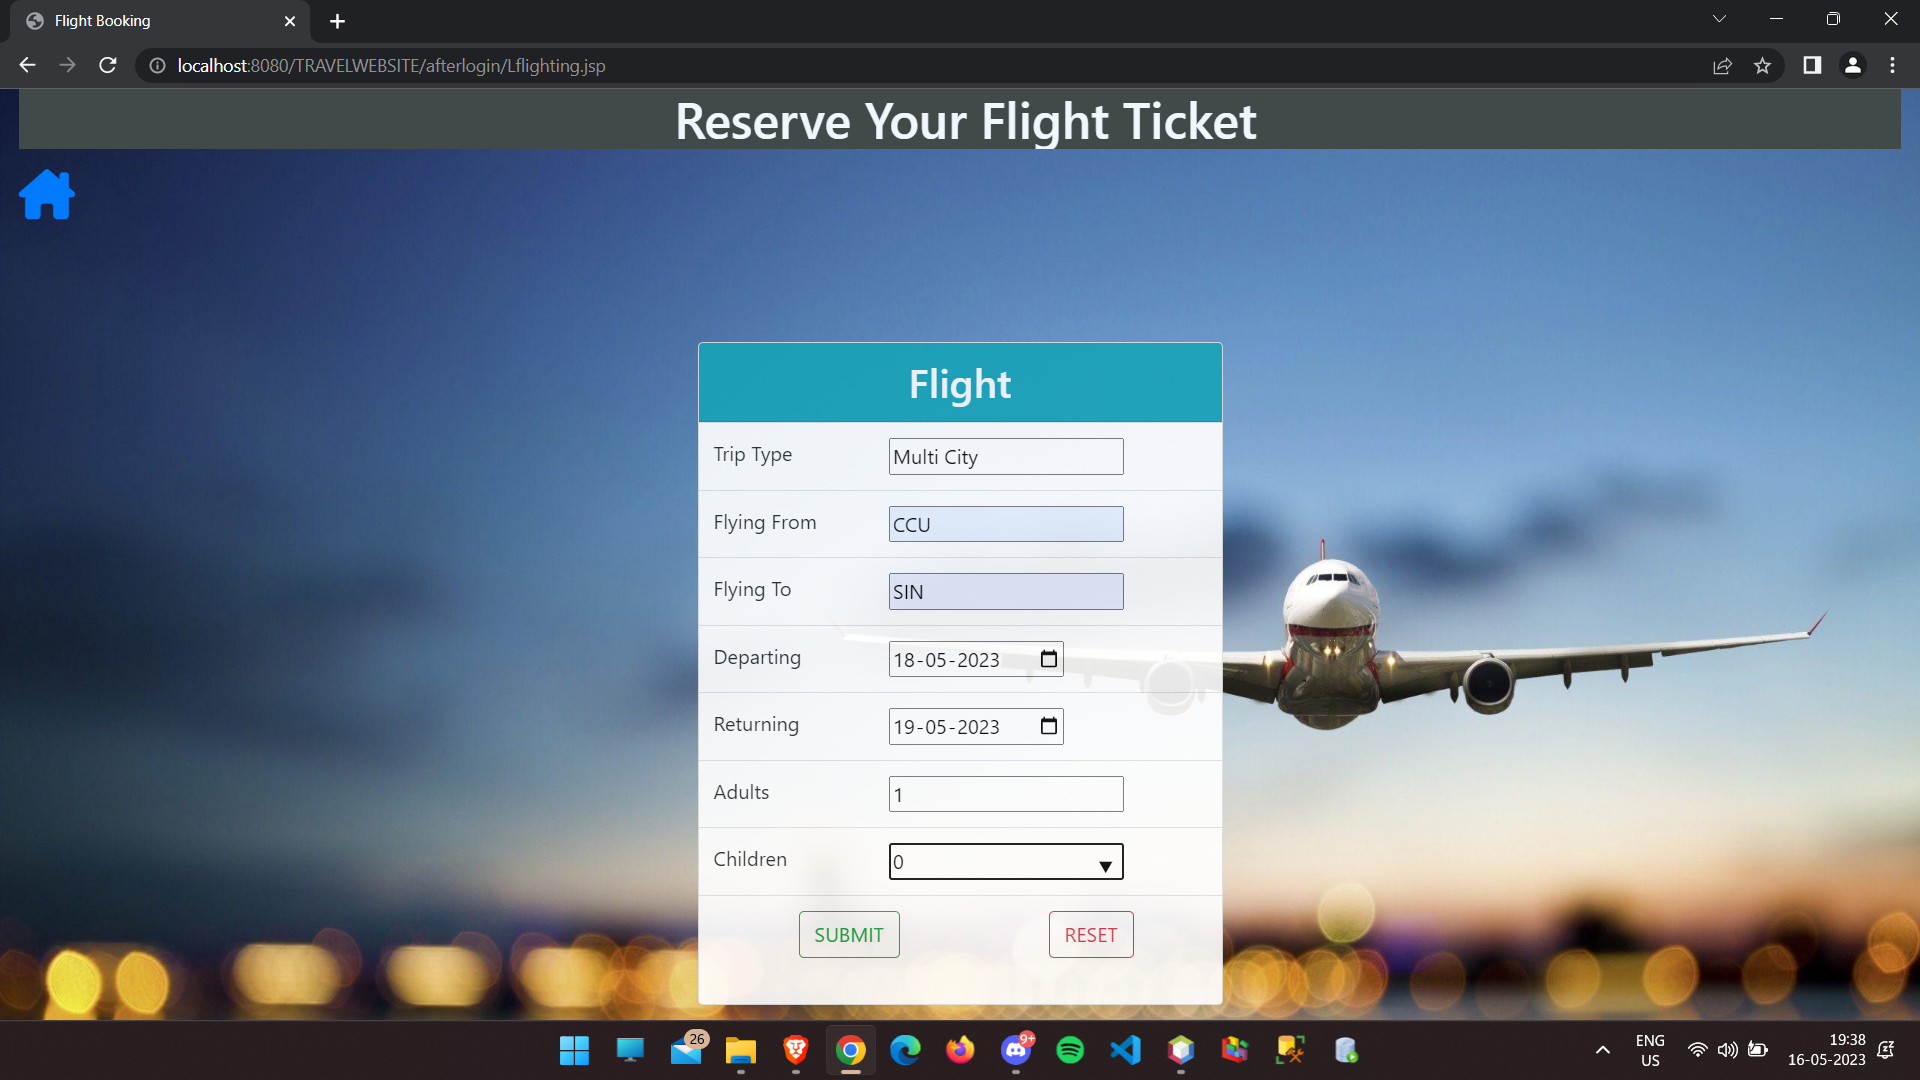 Flight Booking
localhost:8080/TRAVELWEBSITE/afterlogin/Lflighting.jsp
Reserve Your Flight Ticket
Flight
Trip Type Multi City
Flying From CCU
Flying To SIN
Departing 18-05-2023
Returning 19-05-2023
Adults 1
Children 0
SUBMIT RESET
26
9+
ENG
US
19:38
16-05-2023